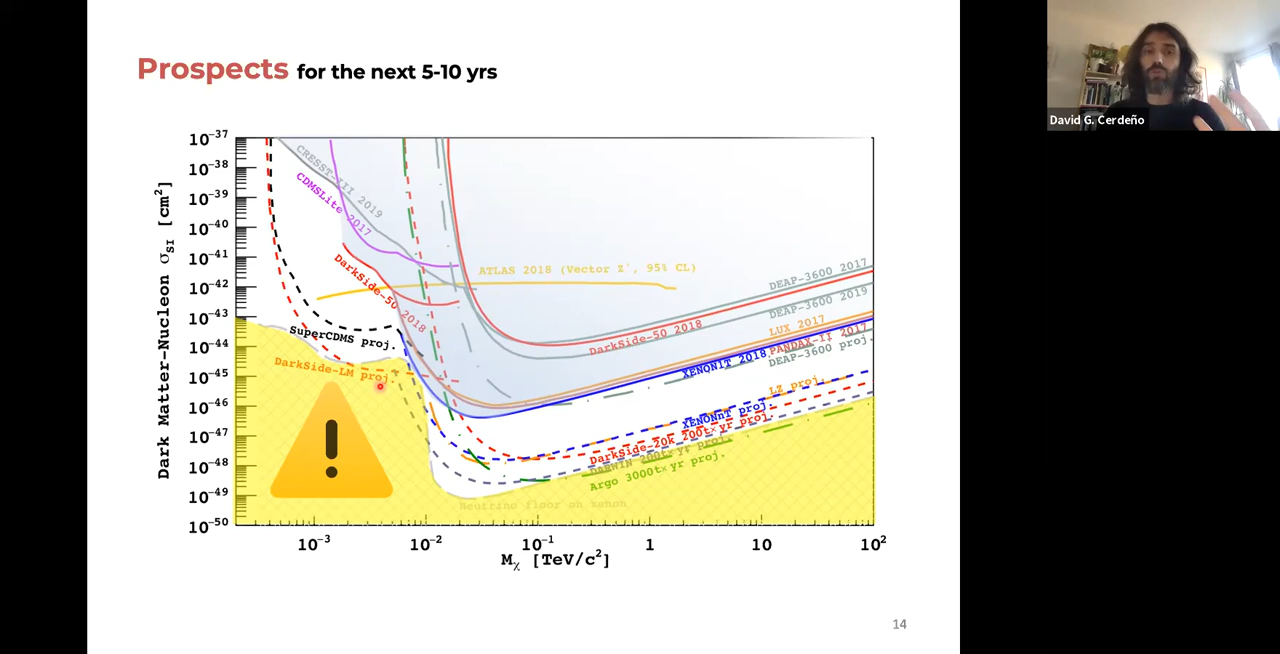 Prospects for the next 5-10 yrs
David G. Cerdeño
Dark Matter-Nucleon σSI [cm2]
10−37
10−38
10−39
10−40
10−41
10−42
10−43
10−44
10−45
10−46
10−47
10−48
10−49
10−50
CRESST-III 2019
CDMSLite 2017
DarkSide-50 2018
ATLAS 2018 (Vector Z', 95% CL)
DEAP-3600 2017
DEAP-3600 2019
DarkSide-50 2018
LUX 2017
PANDAX-II 2017
XENON1T 2018
DEAP-3600 proj.
SuperCDMS proj.
DarkSide-LM proj.
LZ proj.
XENONnT proj.
DarkSide-20k 200t×yr proj.
DARWIN 200t×yr proj.
Argo 3000t×yr proj.
Neutrino floor on xenon
10−3
10−2
10−1
1
10
102
Mχ [TeV/c2]
14